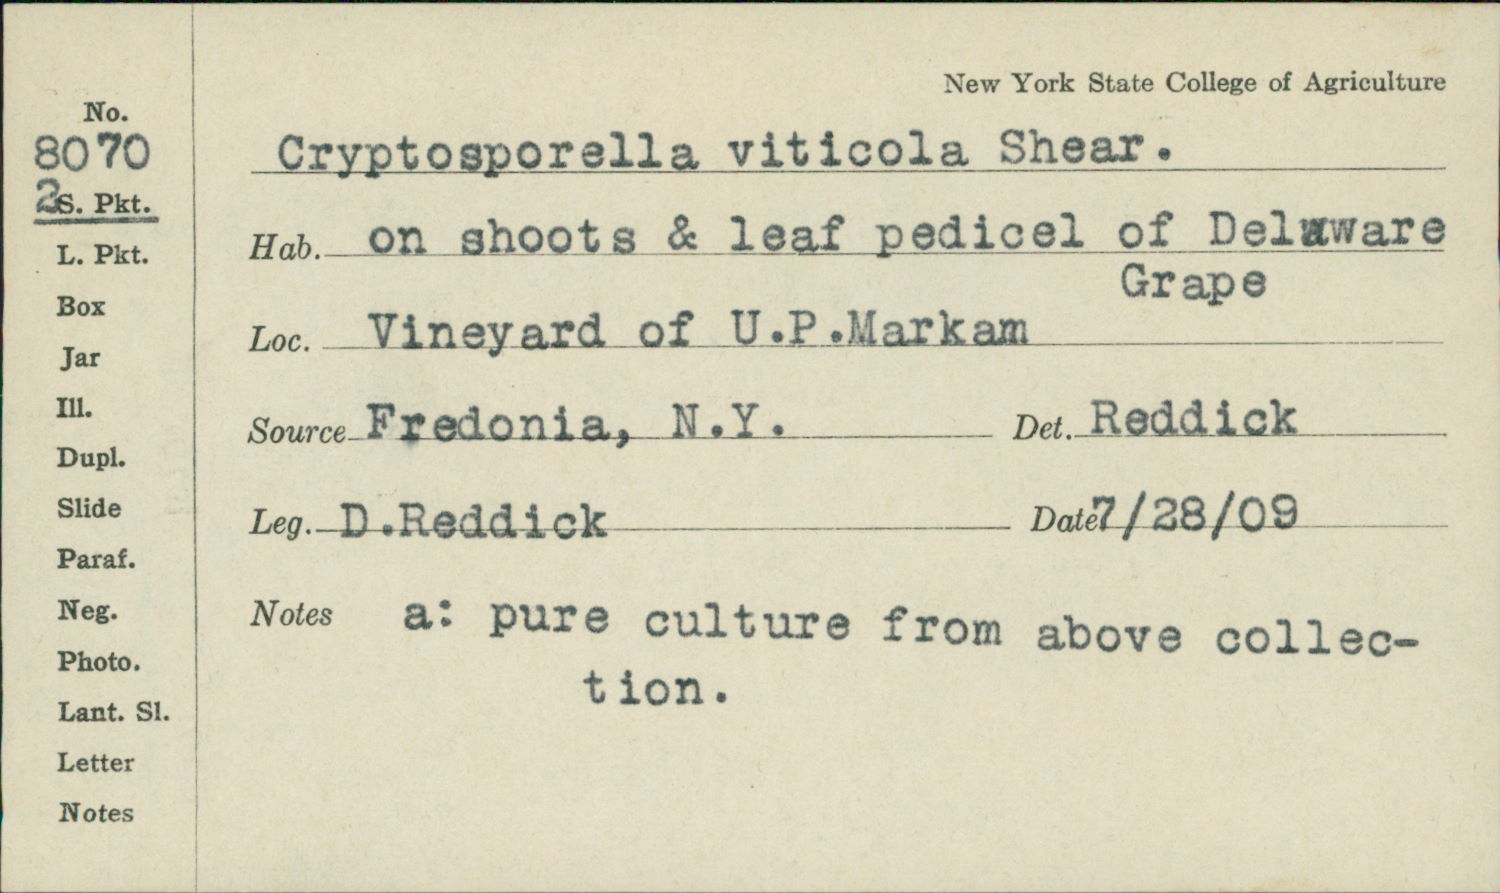 New York State College of Agriculture
No.
8070
2 S. Pkt.
L. Pkt.
Box
Jar
Ill.
Dupl.
Slide
Paraf.
Neg.
Photo.
Lant. Sl.
Letter
Notes
Cryptosporella viticola Shear.
Hab. on shoots & leaf pedicel of Delaware
Grape
Loc. Vineyard of U.P.Markam
Source Fredonia, N.Y. Det. Reddick
Leg. D.Reddick Date 7/28/09
Notes a: pure culture from above collec-
tion.